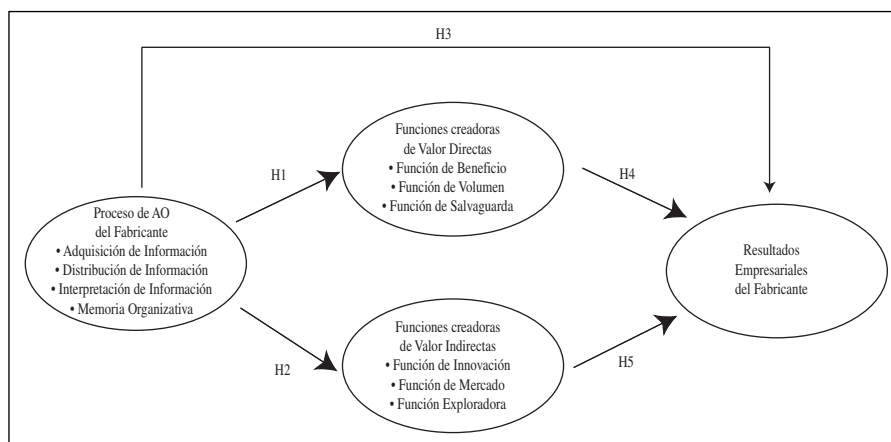 H3
Funciones creadoras
de Valor Directas
• Función de Beneficio
• Función de Volumen
• Función de Salvaguarda
H1
H4
Proceso de AO
del Fabricante
• Adquisición de Información
• Distribución de Información
• Interpretación de Información
• Memoria Organizativa
Resultados
Empresariales
del Fabricante
Funciones creadoras
de Valor Indirectas
• Función de Innovación
• Función de Mercado
• Función Exploradora
H2
H5